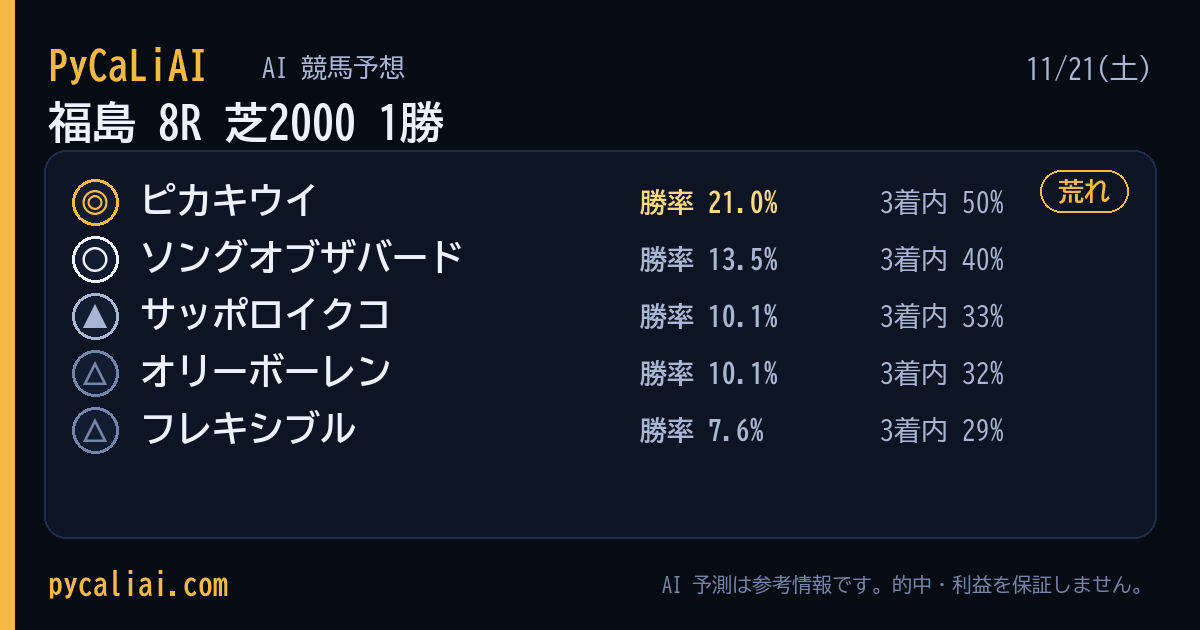 PyCaLiAI AI 競馬予想 11/21(土)
福島 8R 芝2000 1勝
◎ ピカキウイ 勝率 21.0% 3着内 50% 荒れ
○ ソングオブザバード 勝率 13.5% 3着内 40%
▲ サッポロイクコ 勝率 10.1% 3着内 33%
△ オリーボーレン 勝率 10.1% 3着内 32%
△ フレキシブル 勝率 7.6% 3着内 29%
pycaliai.com AI 予測は参考情報です。的中・利益を保証しません。